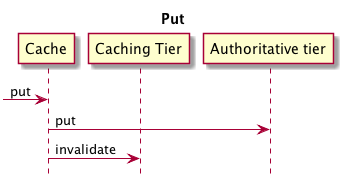 Put
Cache Caching Tier Authoritative tier
put
put
invalidate